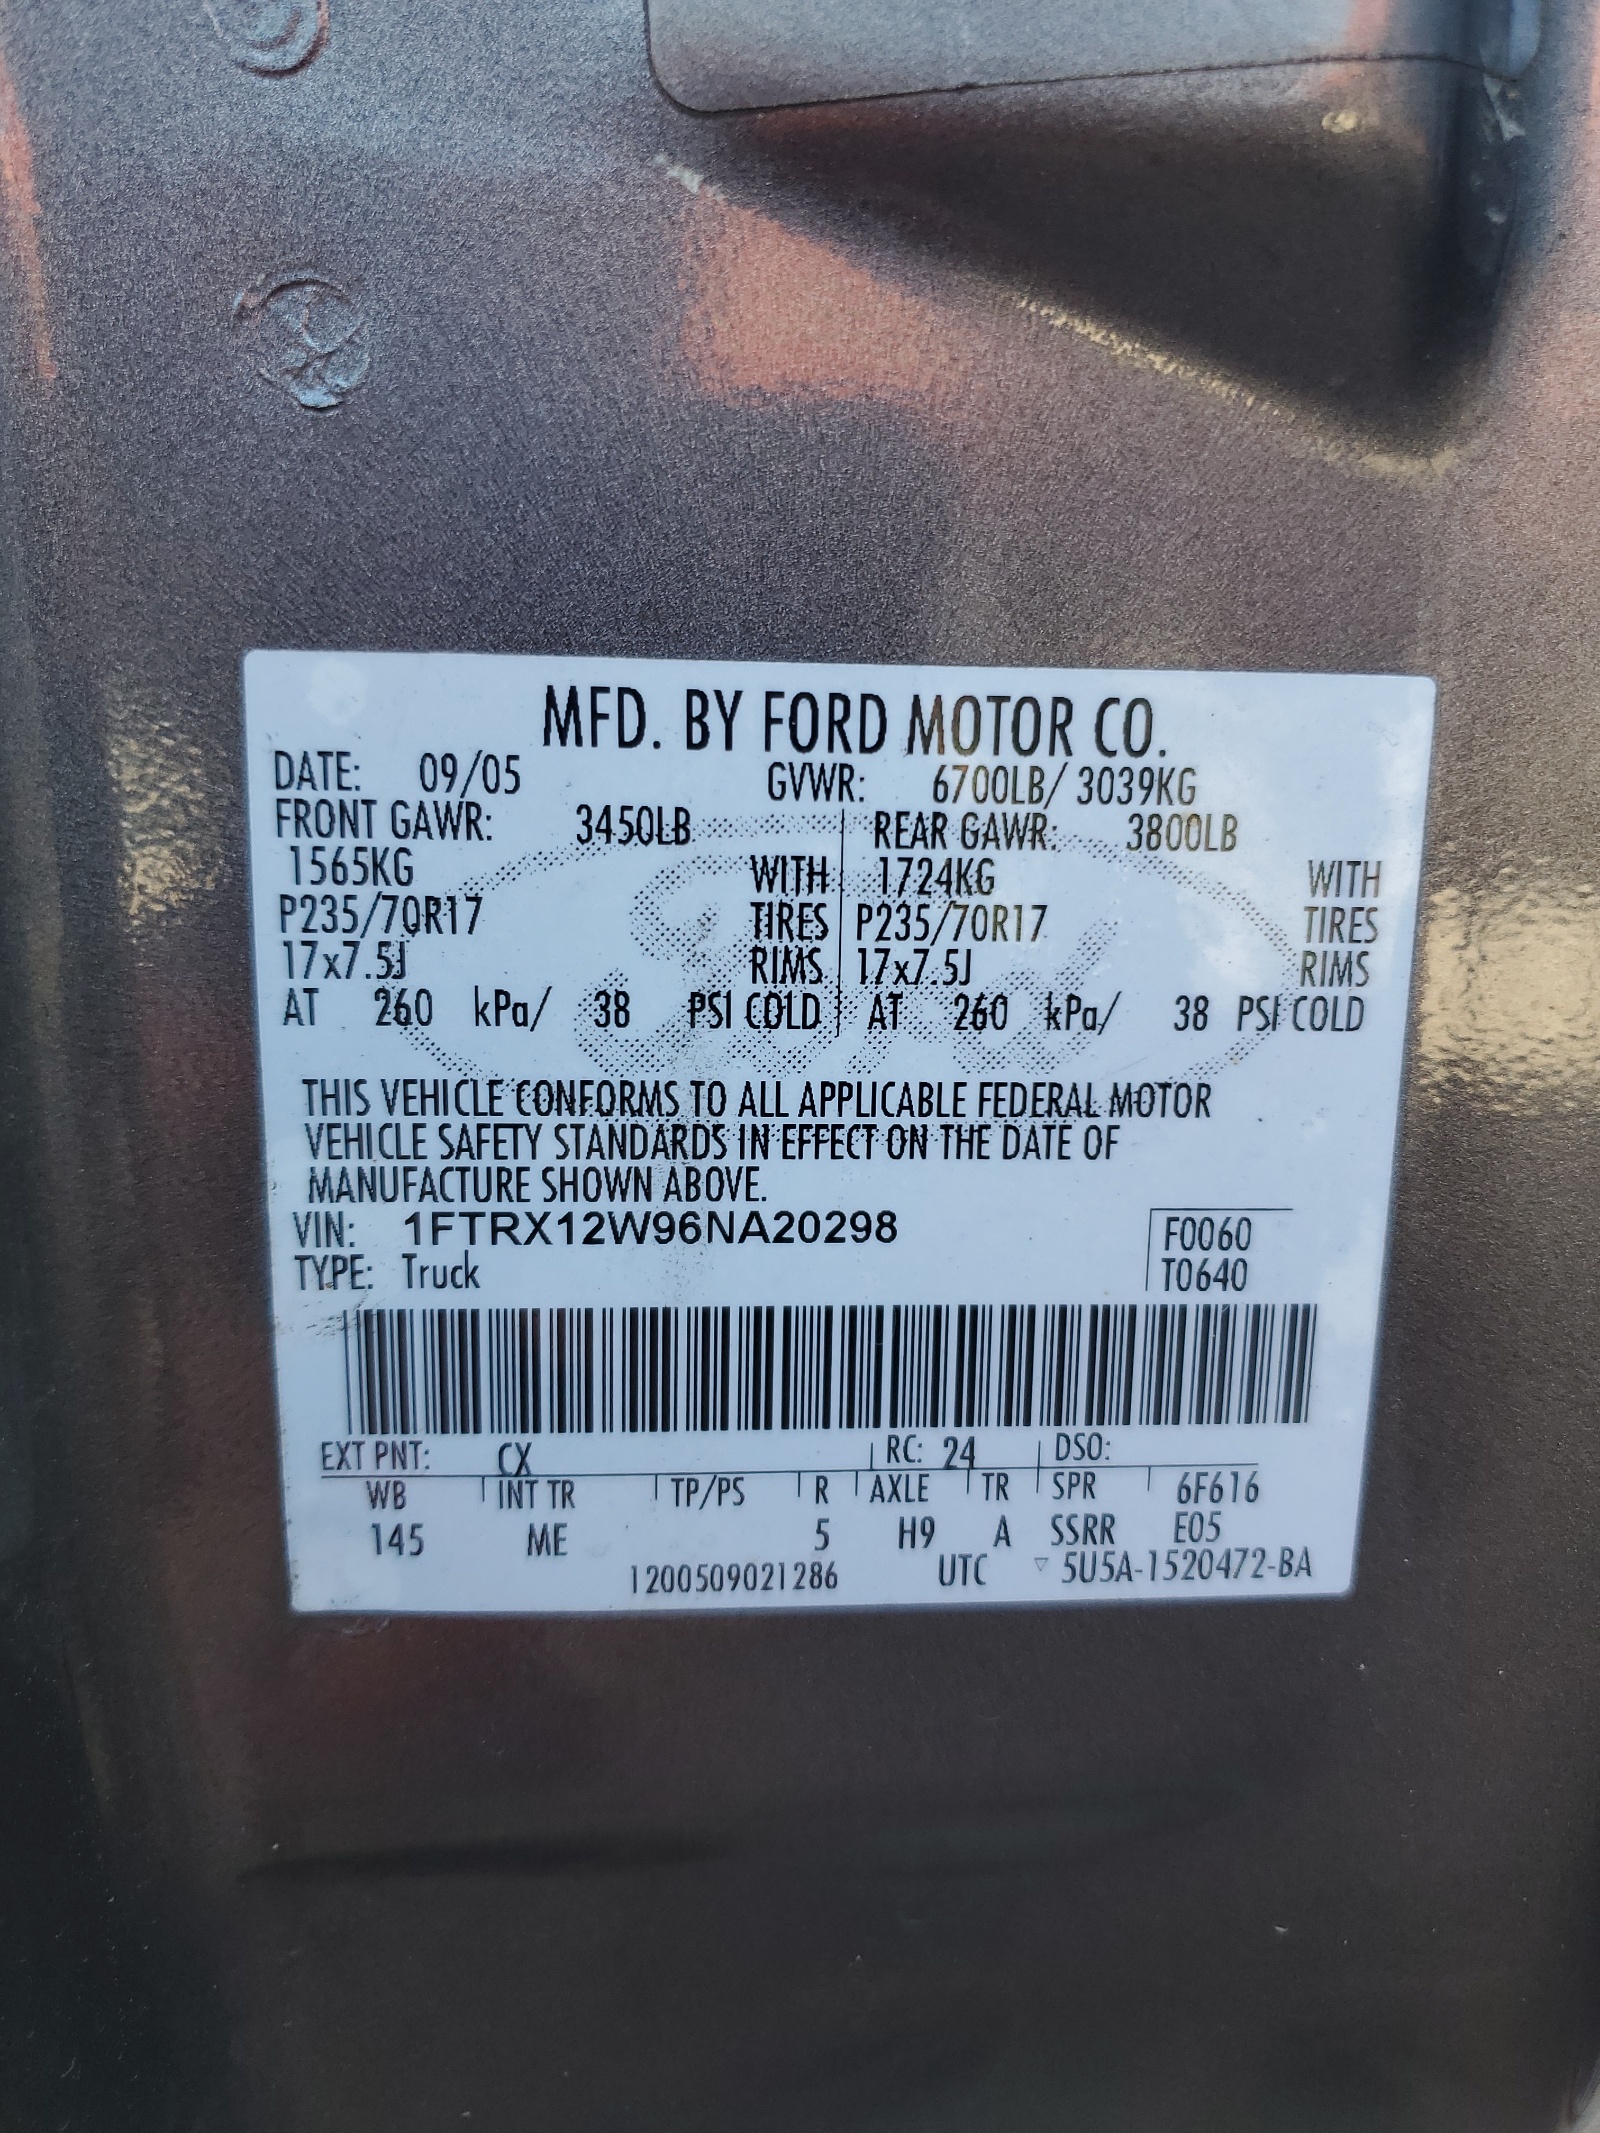 MFD. BY FORD MOTOR CO.
DATE: 09/05 GVWR: 6700LB/ 3039KG
FRONT GAWR: 3450LB REAR GAWR: 3800LB
1565KG WITH 1724KG WITH
P235/70R17 TIRES P235/70R17 TIRES
17x7.5J RIMS 17x7.5J RIMS
AT 260 kPa/ 38 PSI COLD AT 260 kPa/ 38 PSI COLD
THIS VEHICLE CONFORMS TO ALL APPLICABLE FEDERAL MOTOR
VEHICLE SAFETY STANDARDS IN EFFECT ON THE DATE OF
MANUFACTURE SHOWN ABOVE.
VIN: 1FTRX12W96NA20298 F0060
TYPE: Truck T0640
EXT PNT: CX RC: 24 DSO:
WB INT TR TP/PS R AXLE TR SPR 6F616
145 ME 5 H9 A SSRR E05
1200509021286 UTC ▽ 5U5A-1520472-BA